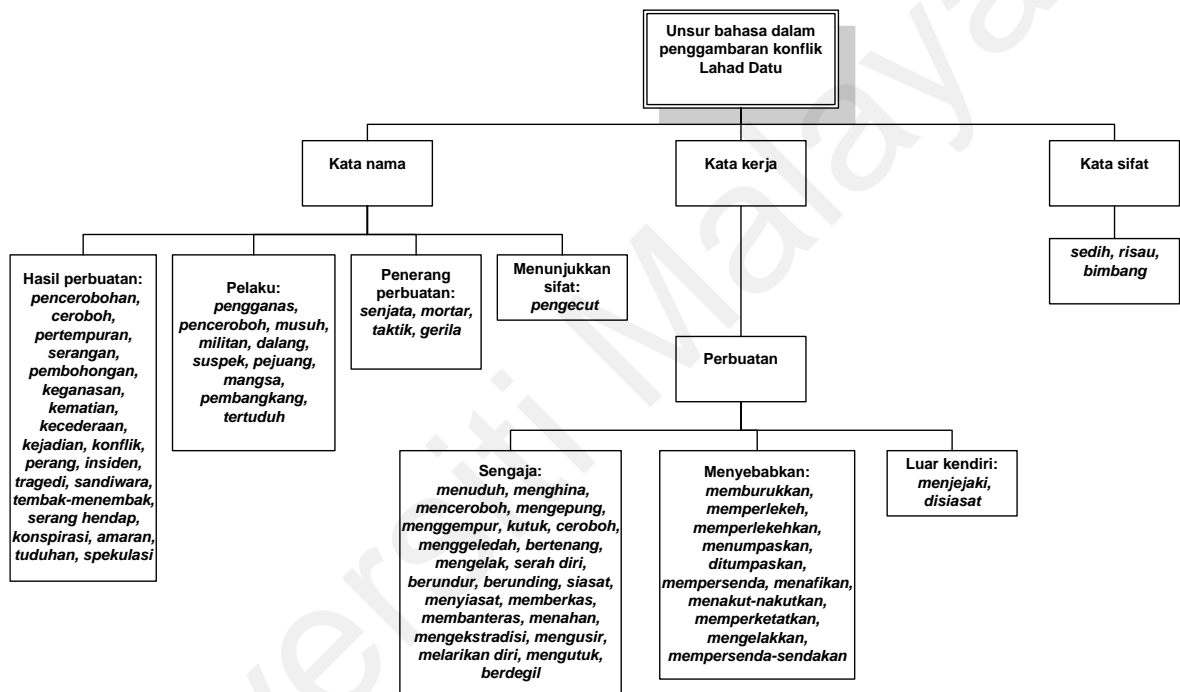 Unsur bahasa dalam
penggambaran konflik
Lahad Datu
Kata nama
Kata kerja
Kata sifat
Hasil perbuatan:
pencerobohan,
ceroboh,
pertempuran,
serangan,
pembohongan,
keganasan,
kematian,
kecederaan,
kejadian, konflik,
perang, insiden,
tragedi, sandiwara,
tembak-menembak,
serang hendap,
konspirasi, amaran,
tuduhan, spekulasi
Pelaku:
pengganas,
penceroboh, musuh,
militan, dalang,
suspek, pejuang,
mangsa,
pembangkang,
tertuduh
Penerang
perbuatan:
senjata, mortar,
taktik, gerila
Menunjukkan
sifat:
pengecut
sedih, risau,
bimbang
Perbuatan
Sengaja:
menuduh, menghina,
menceroboh, mengepung,
menggempur, kutuk, ceroboh,
menggeledah, bertenang,
mengelak, serah diri,
berundur, berunding, siasat,
menyiasat, memberkas,
membanteras, menahan,
mengekstradisi, mengusir,
melarikan diri, mengutuk,
berdegil
Menyebabkan:
memburukkan,
memperlekeh,
memperlekehkan,
menumpaskan,
ditumpaskan,
mempersenda, menafikan,
menakut-nakutkan,
memperketatkan,
mengelakkan,
mempersenda-sendakan
Luar kendiri:
menjejaki,
disiasat
versiti Malaya